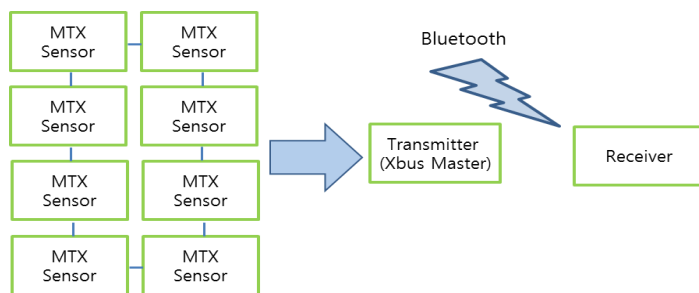 MTX
Sensor
MTX
Sensor
Bluetooth
MTX
Sensor
MTX
Sensor
Transmitter
(Xbus Master)
Receiver
MTX
Sensor
MTX
Sensor
MTX
Sensor
MTX
Sensor